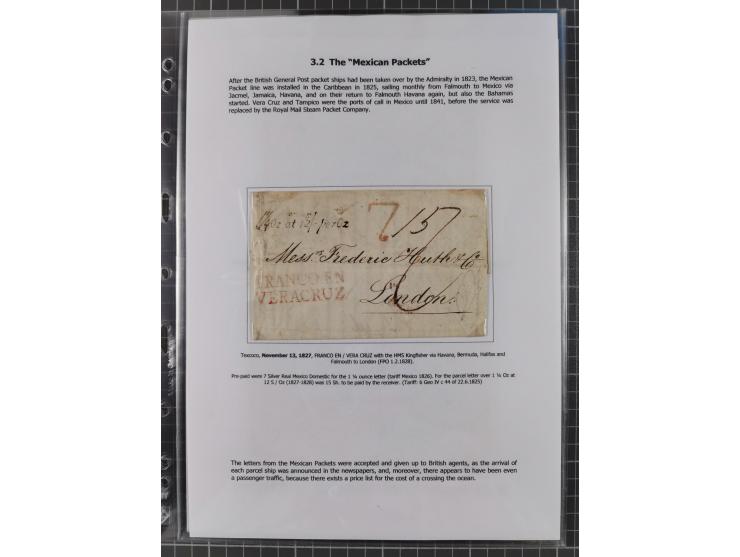 3.2 The "Mexican Packets"
After the British General Post packet ships had been taken over by the Admiralty in 1823, the Mexican
Packet line was installed in the Caribbean in 1825, sailing monthly from Falmouth to Mexico via
Jacmel, Jamaica, Havana, and on their return to Falmouth Havana again, but also the Bahamas
started. Vera Cruz and Tampico were the ports of call in Mexico until 1841, before the service was
replaced by the Royal Mail Steam Packet Company.
7 15/
oz at 12/- per Oz
Messrs Frederic Huth & Co
FRANCO EN
VERACRUZ
London.
Texcoco, November 13, 1827, FRANCO EN / VERA CRUZ with the HMS Kingfisher via Havana, Bermuda, Halifax and
Falmouth to London (FPO 1.2.1828).
Pre-paid were 7 Silver Real Mexico Domestic for the 1 ¼ ounce letter (tariff Mexico 1826). For the parcel letter over 1 ¼ Oz at
12 S./ Oz (1827-1828) was 15 Sh. to be paid by the receiver. (Tariff: 6 Geo IV c 44 of 22.6.1825)
The letters from the Mexican Packets were accepted and given up to British agents, as the arrival of
each parcel ship was announced in the newspapers, and, moreover, there appears to have been even
a passenger traffic, because there exists a price list for the cost of a crossing the ocean.